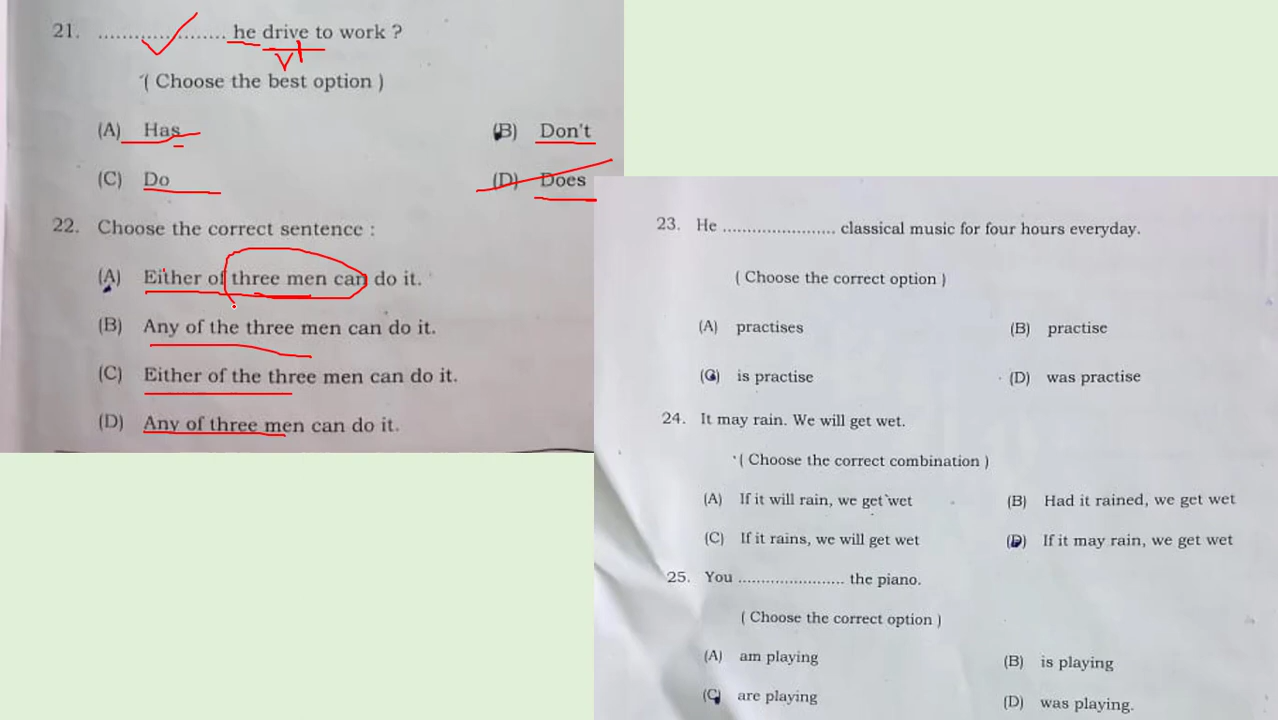 21. ........................ he drive to work ?
( Choose the best option )
(A) Has (B) Don't
(C) Do (D) Does
22. Choose the correct sentence :
(A) Either of three men can do it.
(B) Any of the three men can do it.
(C) Either of the three men can do it.
(D) Any of three men can do it.
23. He ........................ classical music for four hours everyday.
( Choose the correct option )
(A) practises (B) practise
(C) is practise (D) was practise
24. It may rain. We will get wet.
( Choose the correct combination )
(A) If it will rain, we get wet (B) Had it rained, we get wet
(C) If it rains, we will get wet (D) If it may rain, we get wet
25. You ....................... the piano.
( Choose the correct option )
(A) am playing (B) is playing
(C) are playing (D) was playing.